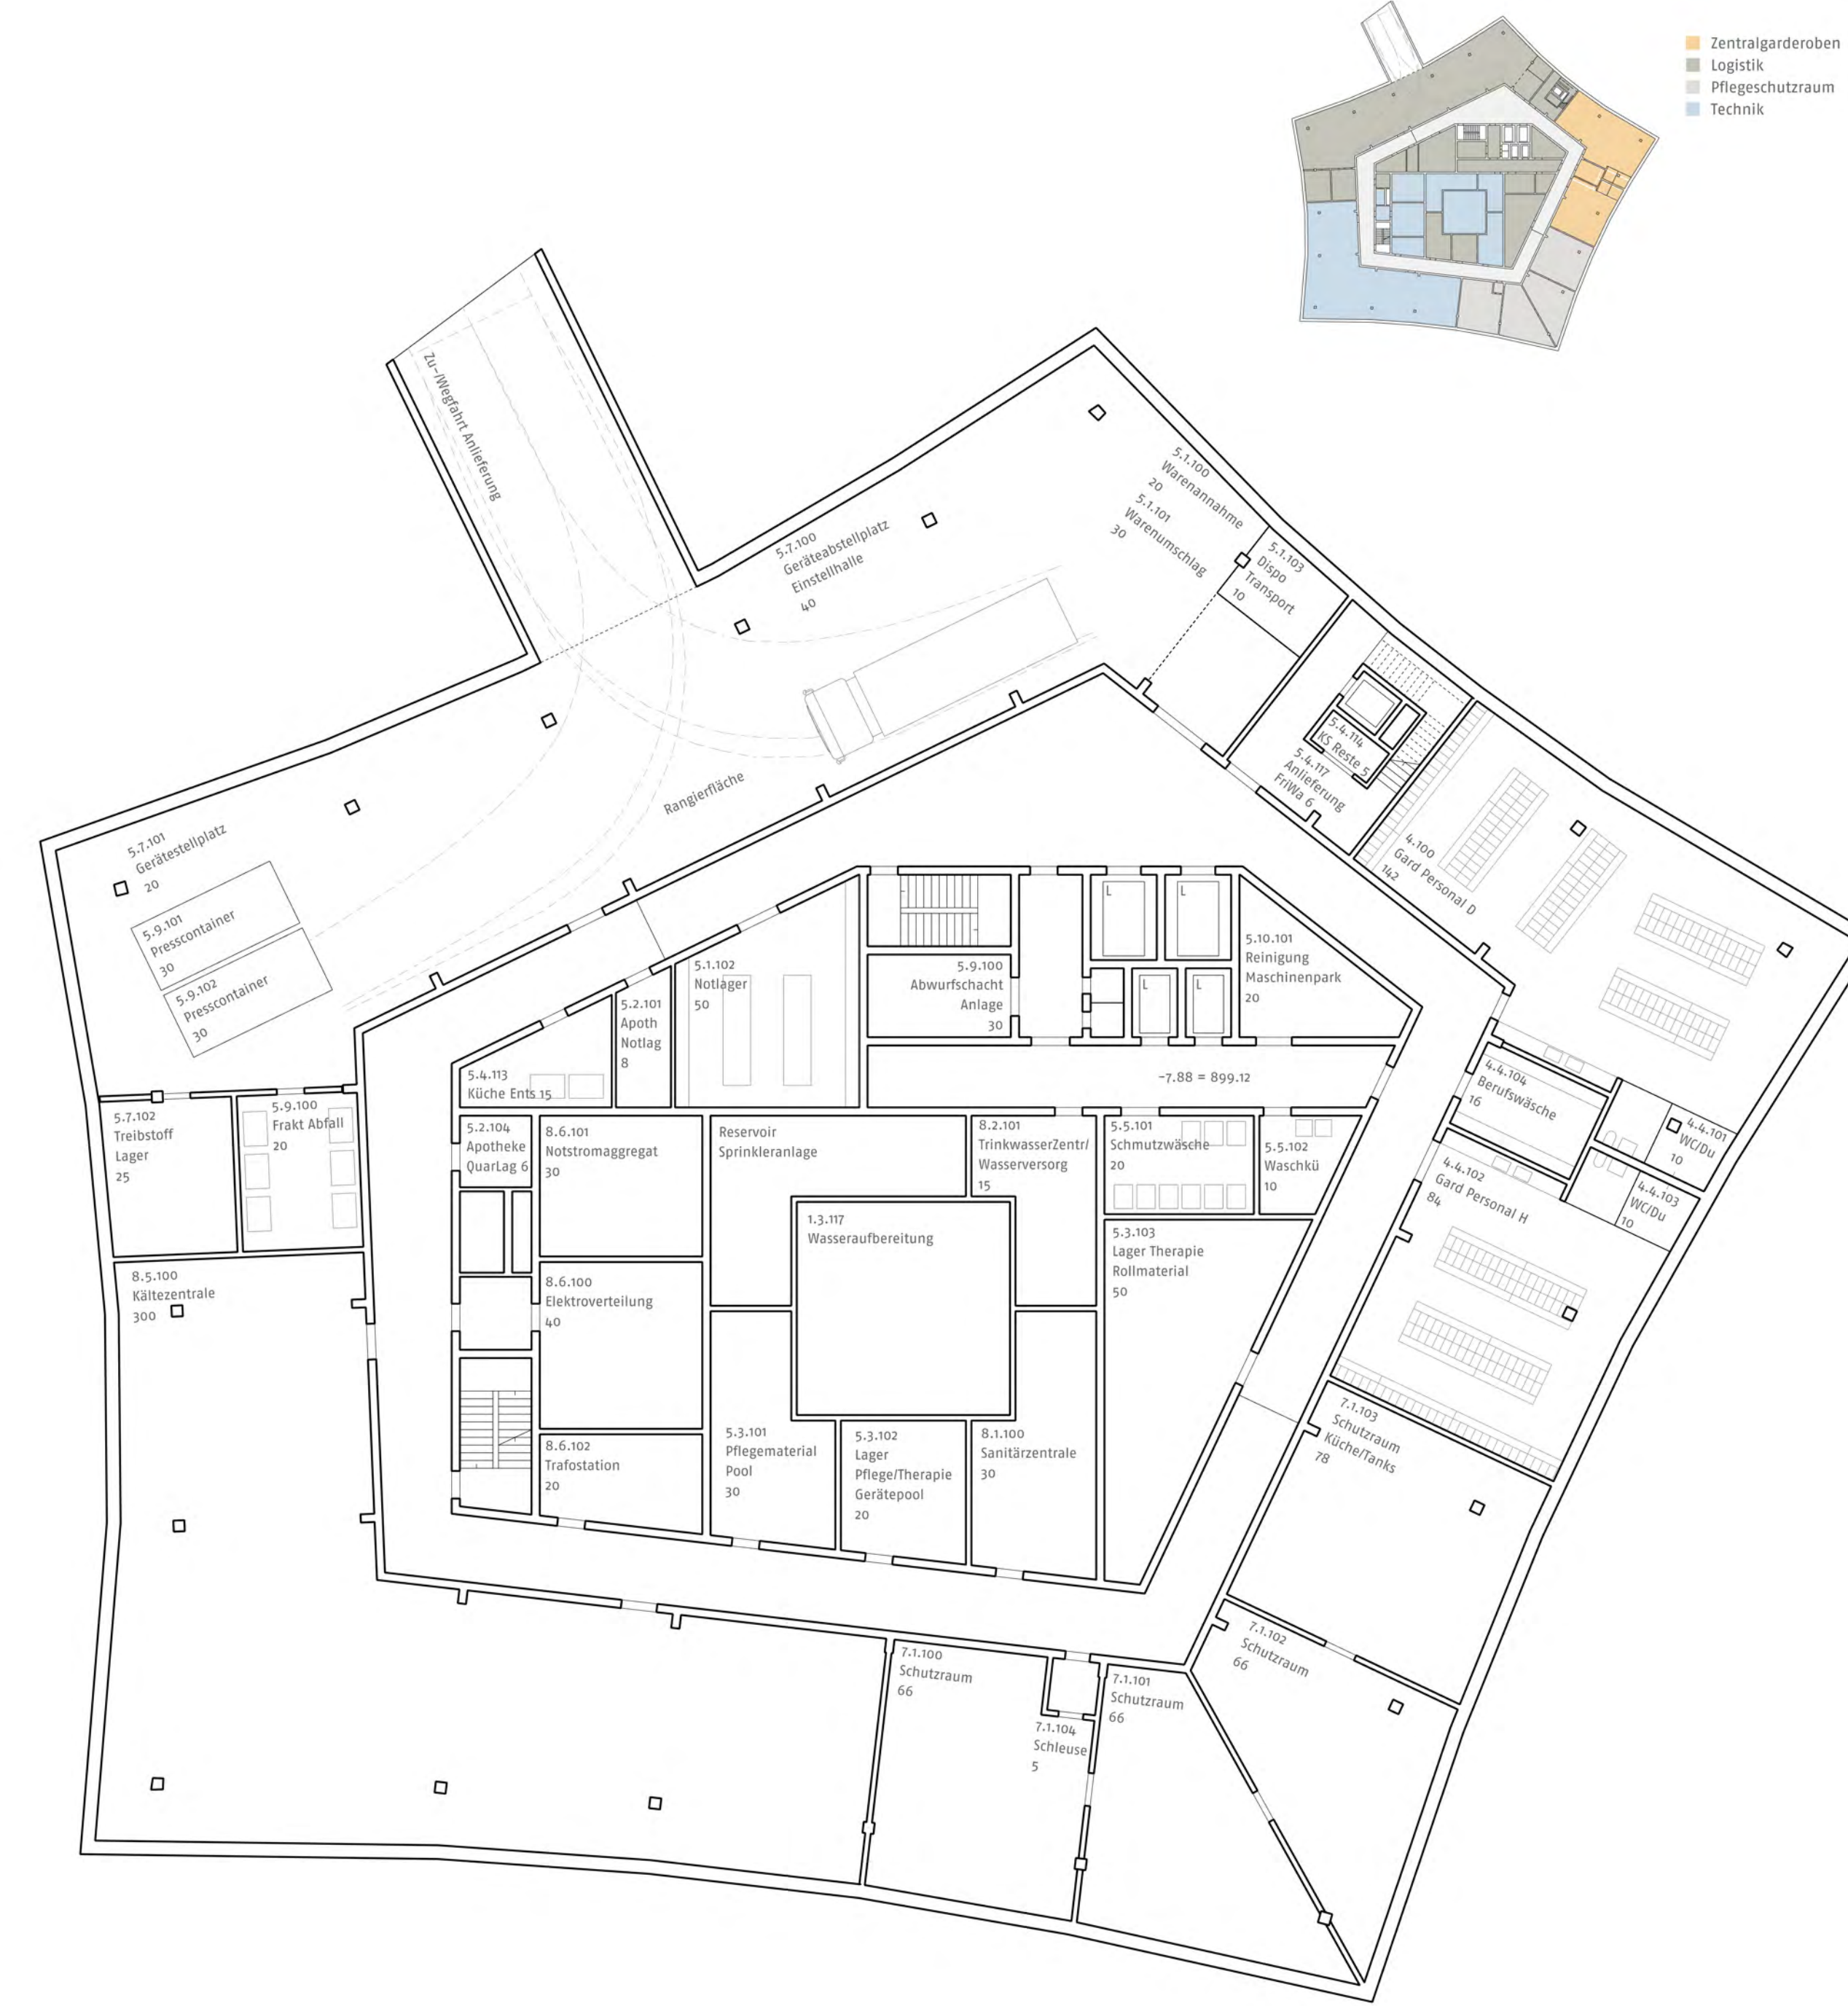 Zentralgarderoben
Logistik
Pflegeschutzraum
Technik
Zu-/Wegfahrt Anlieferung
5.7.100
Geräteabstellplatz
Einstellhalle
40
5.1.100
Warenannahme
20
5.1.101
Warenumschlag
30
5.1.103
Dispo
Transport
10
5.4.114
KS Reste 5
5.4.117
Anlieferung
FriWa 6
4.100
Gard Personal D
142
Rangierfläche
5.7.101
Gerätestellplatz
20
5.9.101
Presscontainer
30
5.9.102
Presscontainer
30
5.7.102
Treibstoff
Lager
25
5.9.100
Frakt Abfall
20
5.4.113
Küche Ents 15
5.2.101
Apoth
Notlag
8
5.1.102
Notlager
50
5.9.100
Abwurfschacht
Anlage
30
L
L
L
L
5.10.101
Reinigung
Maschinenpark
20
-7.88 = 899.12
4.4.104
Berufswäsche
16
4.4.101
WC/Du
10
4.4.103
WC/Du
10
4.4.102
Gard Personal H
84
5.2.104
Apotheke
QuarLag 6
8.6.101
Notstromaggregat
30
Reservoir
Sprinkleranlage
8.2.101
TrinkwasserZentr/
Wasserversorg
15
5.5.101
Schmutzwäsche
20
5.5.102
Waschkü
10
1.3.117
Wasseraufbereitung
5.3.103
Lager Therapie
Rollmaterial
50
8.5.100
Kältezentrale
300
8.6.100
Elektroverteilung
40
8.6.102
Trafostation
20
5.3.101
Pflegematerial
Pool
30
5.3.102
Lager
Pflege/Therapie
Gerätepool
20
8.1.100
Sanitärzentrale
30
7.1.103
Schutzraum
Küche/Tanks
78
7.1.102
Schutzraum
66
7.1.100
Schutzraum
66
7.1.101
Schutzraum
66
7.1.104
Schleuse
5